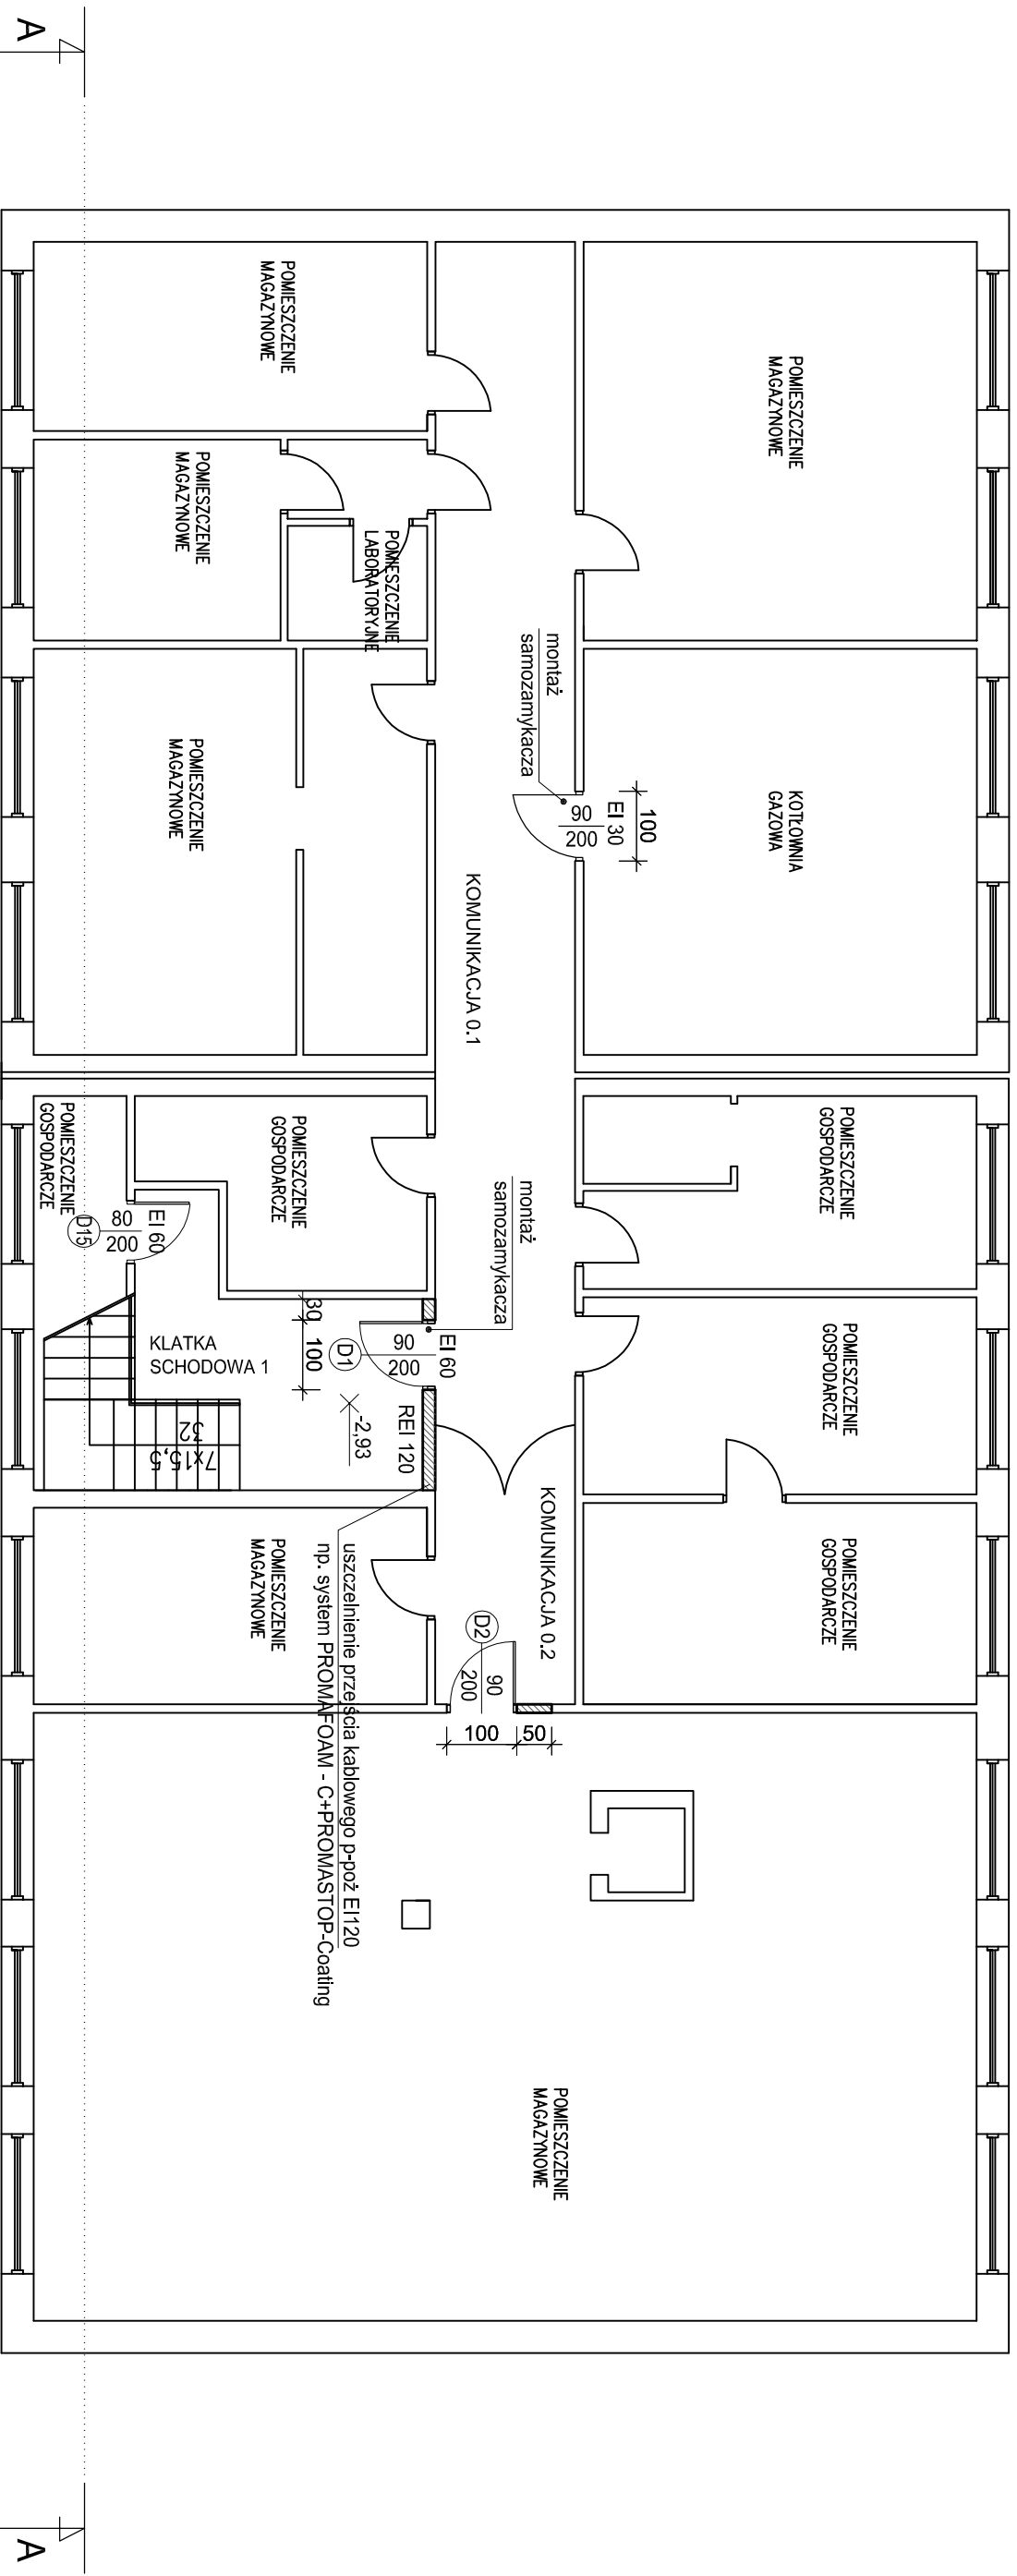 A
POMIESZCZENIE
MAGAZYNOWE
POMIESZCZENIE
MAGAZYNOWE
POMIESZCZENIE
MAGAZYNOWE
POMIESZCZENIE
LABORATORYJNE
montaż
samozamykacza
100
EI 30
90
200
KOTŁOWNIA
GAZOWA
POMIESZCZENIE
MAGAZYNOWE
KOMUNIKACJA 0.1
POMIESZCZENIE
GOSPODARCZE
POMIESZCZENIE
GOSPODARCZE
POMIESZCZENIE
GOSPODARCZE
montaż
samozamykacza
EI 60
80
200
D15
30
100
EI 60
90
200
D1
KLATKA
SCHODOWA 1
POMIESZCZENIE
GOSPODARCZE
-2,93
REI 120
7x15,5
32
KOMUNIKACJA 0.2
POMIESZCZENIE
GOSPODARCZE
POMIESZCZENIE
MAGAZYNOWE
uszczelnienie przejścia kablowego p-poż EI120
np. system PROMAFOAM - C+PROMASTOP-Coating
D2
90
200
100
50
POMIESZCZENIE
MAGAZYNOWE
A